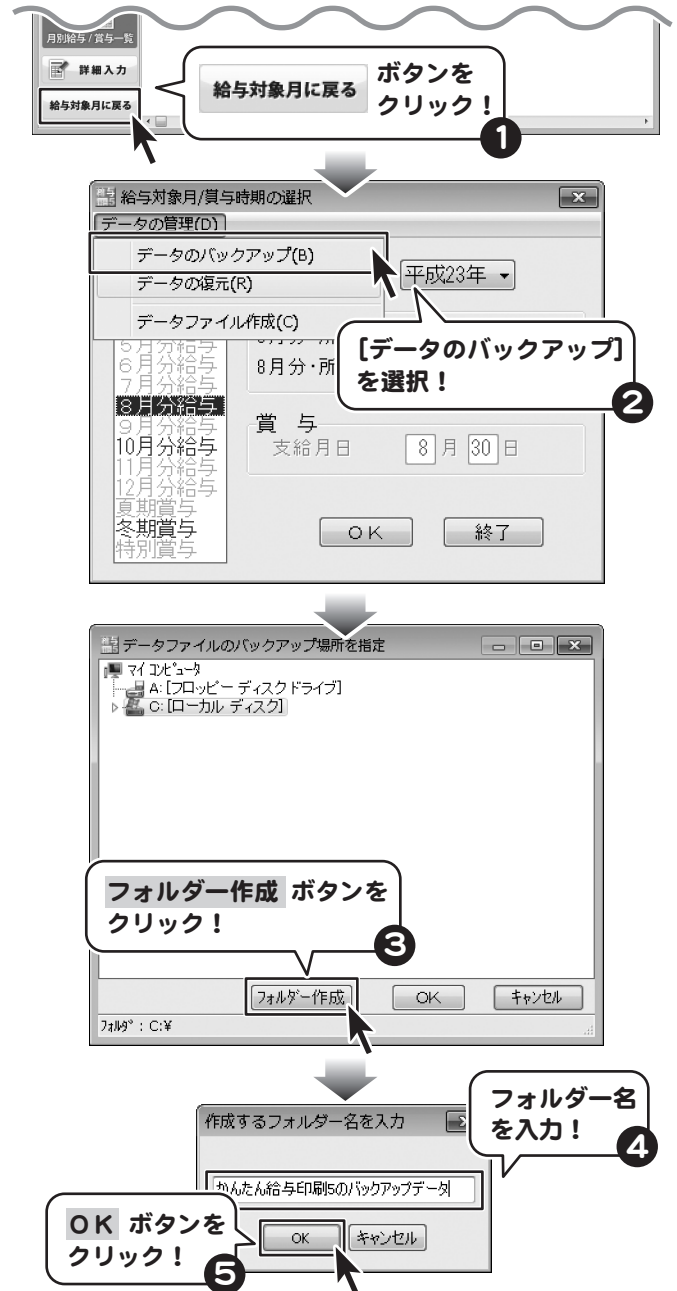 月別給与/賞与一覧
詳細入力
給与対象月に戻る
給与対象月に戻る ボタンを
クリック！
1
給与対象月/賞与時期の選択
データの管理(D)
データのバックアップ(B)
データの復元(R)
データファイル作成(C)
平成23年
[データのバックアップ]
を選択！
2
5月分給与
6月分給与
7月分給与
8月分給与
9月分給与
10月分給与
11月分給与
12月分給与
夏期賞与
冬期賞与
特別賞与
8月分･所
賞 与
支給月日 8 月 30 日
OK 終了
データファイルのバックアップ場所を指定
マイ コンピュータ
A: [フロッピー ディスク ドライブ]
C: [ローカル ディスク]
フォルダー作成 ボタンを
クリック！
3
フォルダー作成 OK キャンセル
フォルダ : C:¥
作成するフォルダー名を入力
フォルダー名
を入力！
4
かんたん給与印刷5のバックアップデータ
OK ボタンを
クリック！
5
OK キャンセル